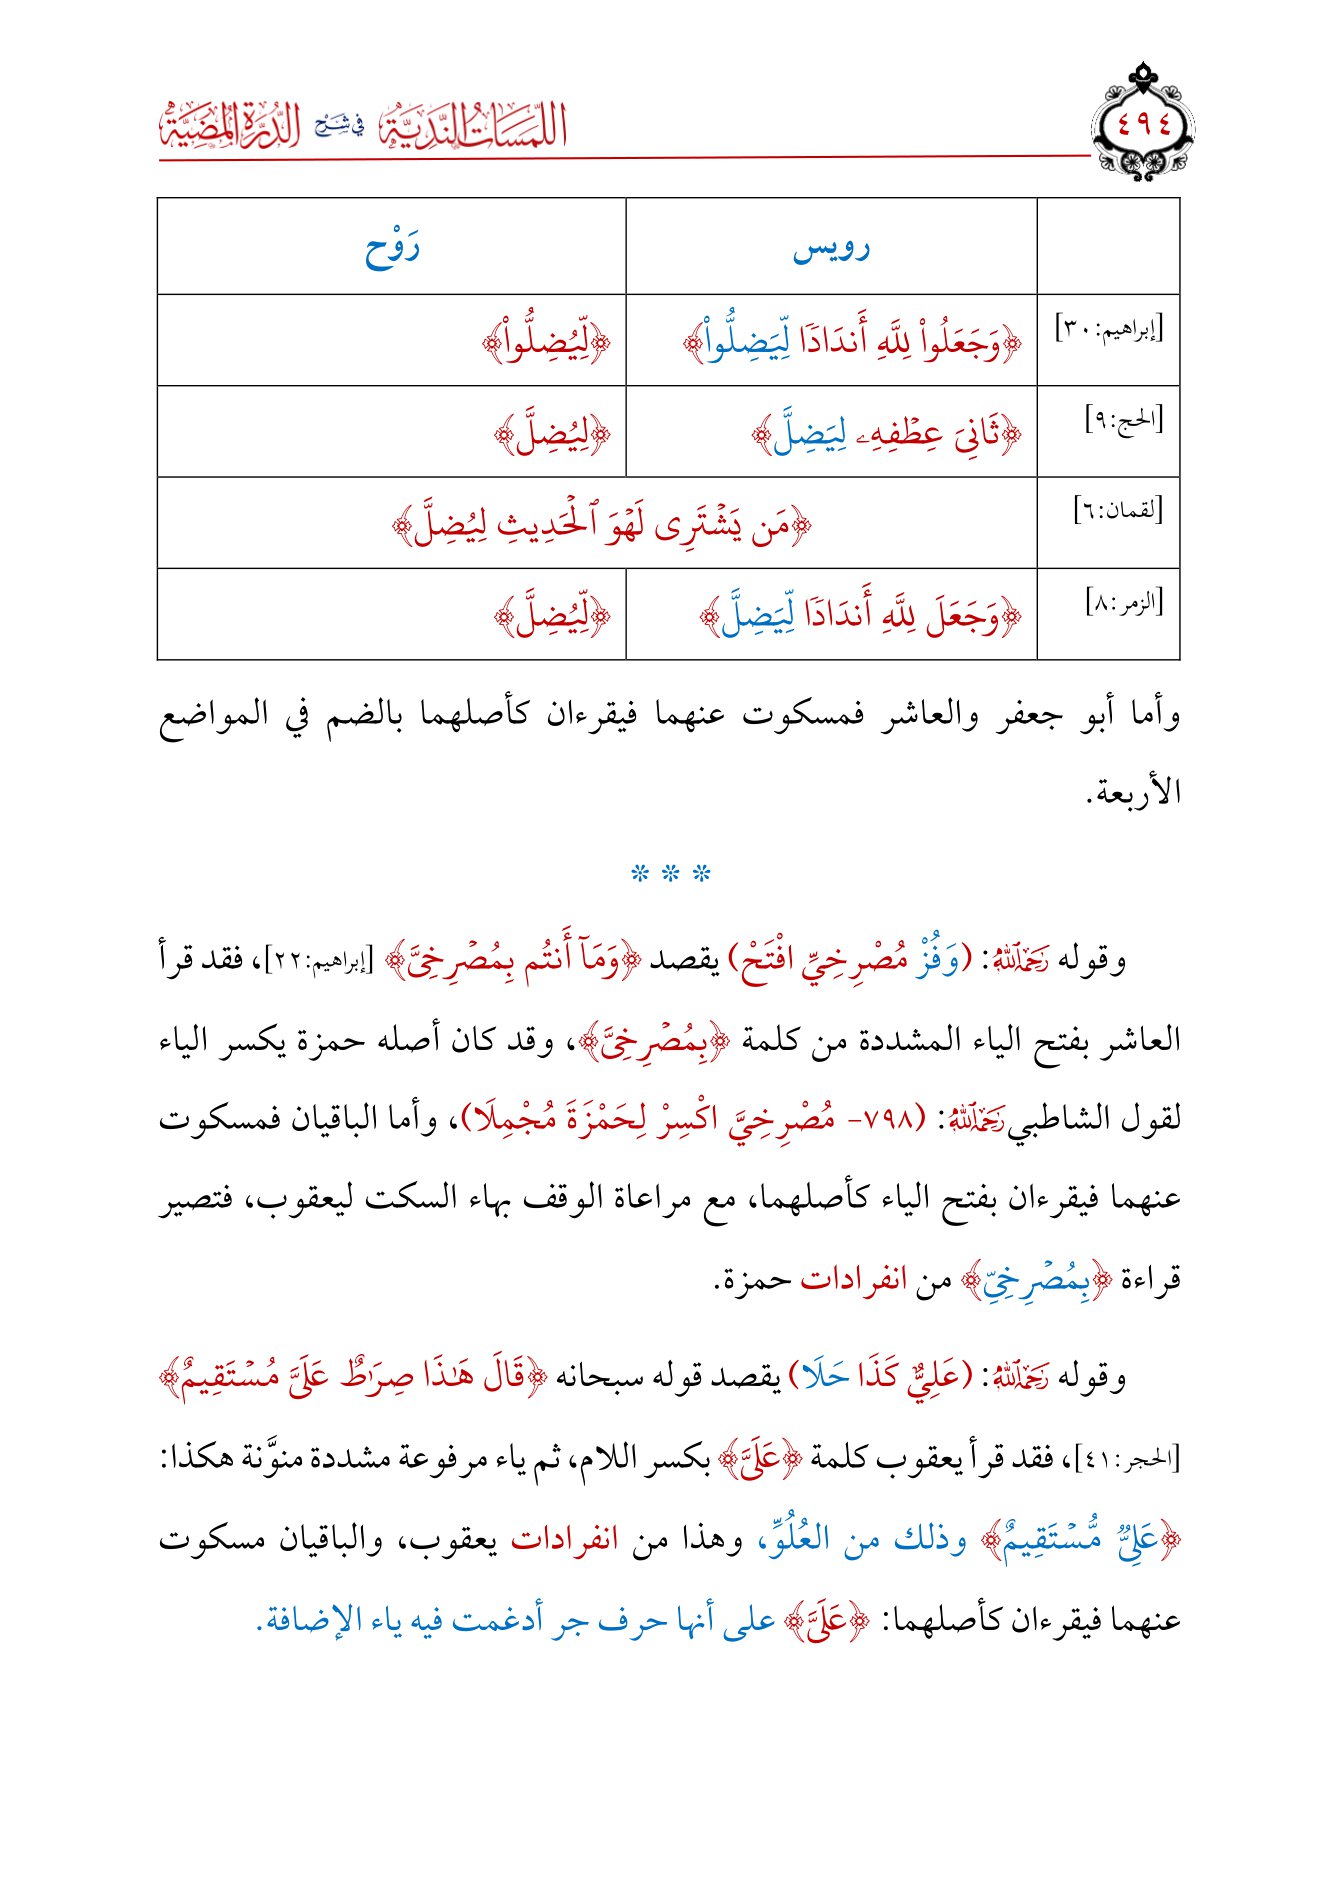 اللمسات الندية في شرح الدرة المضية
٤٩٤
رويس رَوْح
[إبراهيم:٣٠] ﴿وَجَعَلُواْ لِلَّهِ أَندَادٗا لِّيَضِلُّواْ﴾ ﴿لِّيُضِلُّواْ﴾
[الحج:٩] ﴿ثَانِيَ عِطۡفِهِۦ لِيَضِلَّ﴾ ﴿لِيُضِلَّ﴾
[لقمان:٦] ﴿مَن يَشۡتَرِي لَهۡوَ ٱلۡحَدِيثِ لِيُضِلَّ﴾
[الزمر:٨] ﴿وَجَعَلَ لِلَّهِ أَندَادٗا لِّيَضِلَّ﴾ ﴿لِّيُضِلَّ﴾
وأما أبو جعفر والعاشر فمسكوت عنهما فيقرءان كأصلهما بالضم في المواضع
الأربعة.
* * *
وقوله رَحِمَهُ ٱللَّهُ: (وَفُزْ مُصْرِخِيِّ افْتَحْ) يقصد ﴿وَمَآ أَنتُم بِمُصۡرِخِيَّ﴾ [إبراهيم:٢٢]، فقد قرأ
العاشر بفتح الياء المشددة من كلمة ﴿بِمُصۡرِخِيَّ﴾، وقد كان أصله حمزة يكسر الياء
لقول الشاطبي رَحِمَهُ ٱللَّهُ: (٧٩٨- مُصْرِخِيَّ اكْسِرْ لِحَمْزَةَ مُجْمِلَا)، وأما الباقيان فمسكوت
عنهما فيقرءان بفتح الياء كأصلهما، مع مراعاة الوقف بهاء السكت ليعقوب، فتصير
قراءة ﴿بِمُصۡرِخِيِّ﴾ من انفرادات حمزة.
وقوله رَحِمَهُ ٱللَّهُ: (عَلِيٌّ كَذَا حَلَا) يقصد قوله سبحانه ﴿قَالَ هَٰذَا صِرَٰطٌ عَلَيَّ مُسۡتَقِيمٌ﴾
[الحجر:٤١]، فقد قرأ يعقوب كلمة ﴿عَلَيَّ﴾ بكسر اللام، ثم ياء مرفوعة مشددة منوَّنة هكذا:
﴿عَلِيّٞ مُّسۡتَقِيمٌ﴾ وذلك من العُلُوِّ، وهذا من انفرادات يعقوب، والباقيان مسكوت
عنهما فيقرءان كأصلهما: ﴿عَلَيَّ﴾ على أنها حرف جر أدغمت فيه ياء الإضافة.